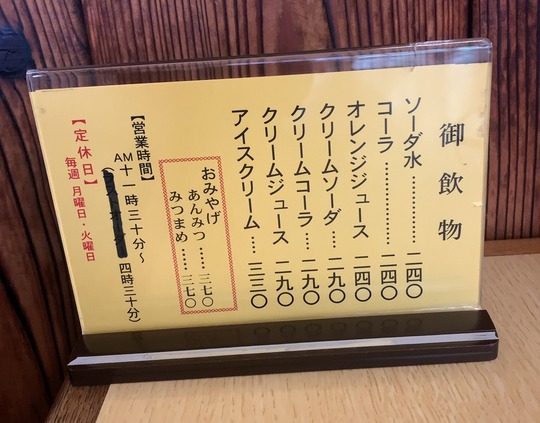 御飲物
ソーダ水…………二四〇
コーラ…………二四〇
オレンジジュース 二四〇
クリームソーダ……二九〇
クリームコーラ……二九〇
クリームジュース 二九〇
アイスクリーム……三三〇
おみやげ
あんみつ……三七〇
みつまめ……三七〇
【営業時間】
AM十一時三十分〜
四時三十分)
【定休日】
毎週 月曜日・火曜日